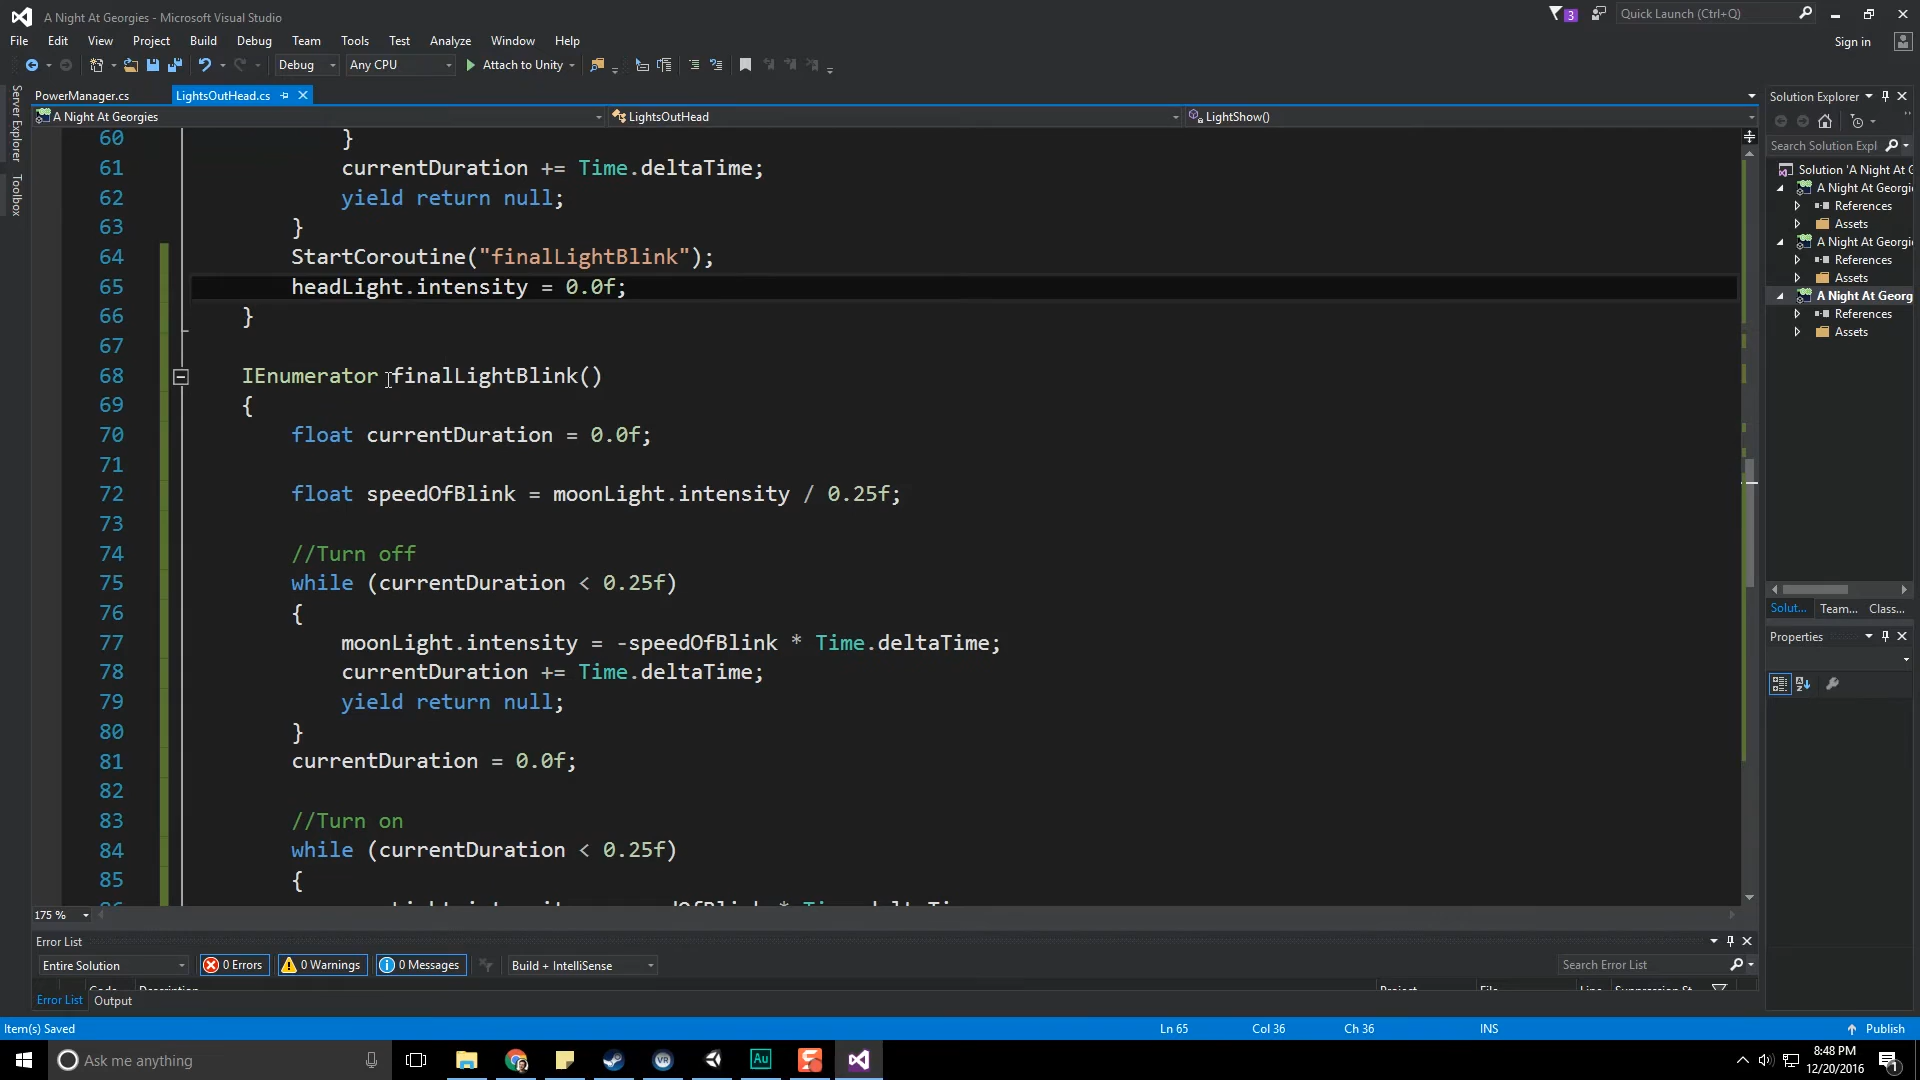 A Night At Georgies - Microsoft Visual Studio
3
Quick Launch (Ctrl+Q)
File Edit View Project Build Debug Team Tools Test Analyze Window Help
Sign in
Debug Any CPU Attach to Unity
Server Explorer
Toolbox
PowerManager.cs LightsOutHead.cs
A Night At Georgies LightsOutHead LightShow()
60 }
61 currentDuration += Time.deltaTime;
62 yield return null;
63 }
64 StartCoroutine("finalLightBlink");
65 headLight.intensity = 0.0f;
66 }
67
68 IEnumerator finalLightBlink()
69 {
70 float currentDuration = 0.0f;
71
72 float speedOfBlink = moonLight.intensity / 0.25f;
73
74 //Turn off
75 while (currentDuration < 0.25f)
76 {
77 moonLight.intensity = -speedOfBlink * Time.deltaTime;
78 currentDuration += Time.deltaTime;
79 yield return null;
80 }
81 currentDuration = 0.0f;
82
83 //Turn on
84 while (currentDuration < 0.25f)
85 {
175 %
Solution Explorer
Search Solution Expl
Solution 'A Night At G
A Night At Georgi
References
Assets
A Night At Georgi
References
Assets
A Night At Georg
References
Assets
Solut... Team... Class...
Properties
Error List
Entire Solution 0 Errors 0 Warnings 0 Messages Build + IntelliSense Search Error List
Code Description Project File Line Suppression St
Error List Output
Item(s) Saved Ln 65 Col 36 Ch 36 INS Publish
Ask me anything
VR
Au
8:48 PM
12/20/2016
1